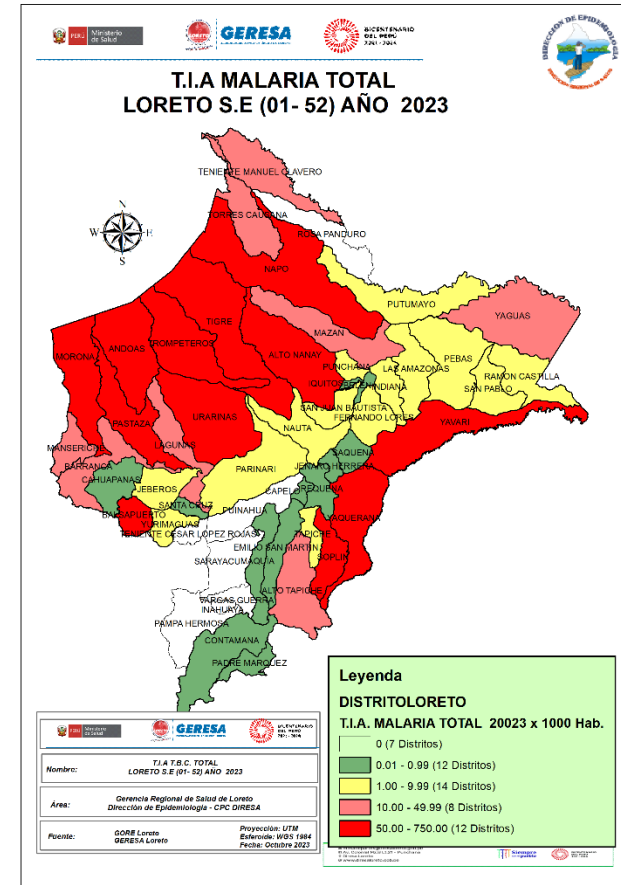 PERÚ
Ministerio
de Salud
GERESA
BICENTENARIO
DEL PERÚ
2021 - 2024
DIRECCIÓN DE EPIDEMIOLOGÍA
T.I.A MALARIA TOTAL
LORETO S.E (01- 52) AÑO 2023
N
W
S
TENIENTE MANUEL CLAVERO
TORRES CAUSANA
ROSA PANDURO
NAPO
PUTUMAYO
YAGUAS
TIGRE
MAZAN
TROMPETEROS
ANDOAS
MORONA
ALTO NANAY
PUNCHANA
LAS AMAZONAS
PEBAS
RAMON CASTILLA
SAN PABLO
IQUITOS
BELEN
INDIANA
SAN JUAN BAUTISTA
FERNANDO LORES
YAVARI
URARINAS
PASTAZA
NAUTA
LAGUNAS
MANSERICHE
BARRANCA
CAHUAPANAS
JEBEROS
PARINARI
SAQUENA
JENARO HERRERA
REQUENA
CAPELO
SANTA CRUZ
PUINAHUA
BALSAPUERTO
YURIMAGUAS
TENIENTE CESAR LOPEZ ROJAS
YAQUERANA
TAPICHE
EMILIO SAN MARTIN
SOPLIN
SARAYACU
MAQUIA
ALTO TAPICHE
VARGAS GUERRA
INAHUAYA
PAMPA HERMOSA
CONTAMANA
PADRE MARQUEZ
Leyenda
DISTRITOLORETO
T.I.A. MALARIA TOTAL 20023 x 1000 Hab.
0 (7 Distritos)
0.01 - 0.99 (12 Distritos)
1.00 - 9.99 (14 Distritos)
10.00 - 49.99 (8 Distritos)
50.00 - 750.00 (12 Distritos)
PERÚ
Ministerio
de Salud
GERESA
BICENTENARIO
DEL PERÚ
2021 - 2024
Nombre:
T.I.A T.B.C. TOTAL
LORETO S.E (01- 52) AÑO 2023
Área:
Gerencia Regional de Salud de Loreto
Dirección de Epidemiología - CPC DIRESA
Fuente:
GORE Loreto
GERESA Loreto
Proyección: UTM
Esferoide: WGS 1984
Fecha: Octubre 2023